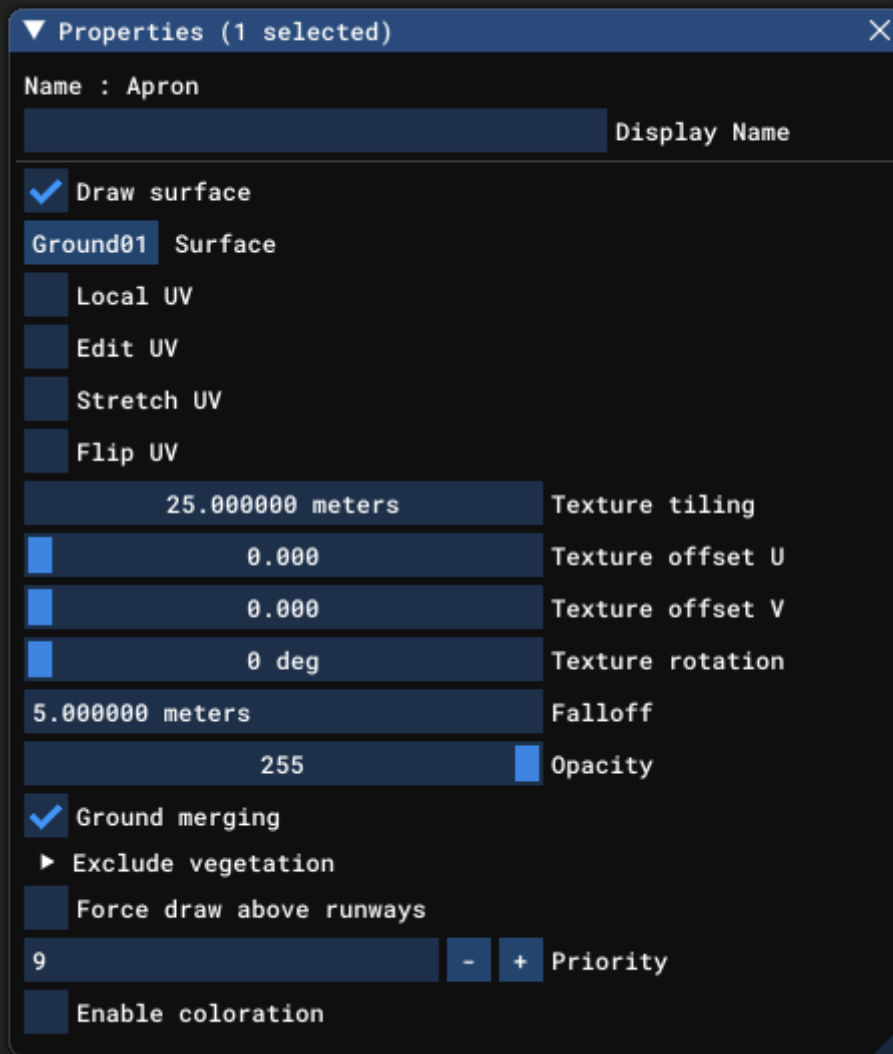 Properties (1 selected)
Name : Apron
Display Name
Draw surface
Ground01 Surface
Local UV
Edit UV
Stretch UV
Flip UV
25.000000 meters Texture tiling
0.000 Texture offset U
0.000 Texture offset V
0 deg Texture rotation
5.000000 meters Falloff
255 Opacity
Ground merging
Exclude vegetation
Force draw above runways
9 - + Priority
Enable coloration